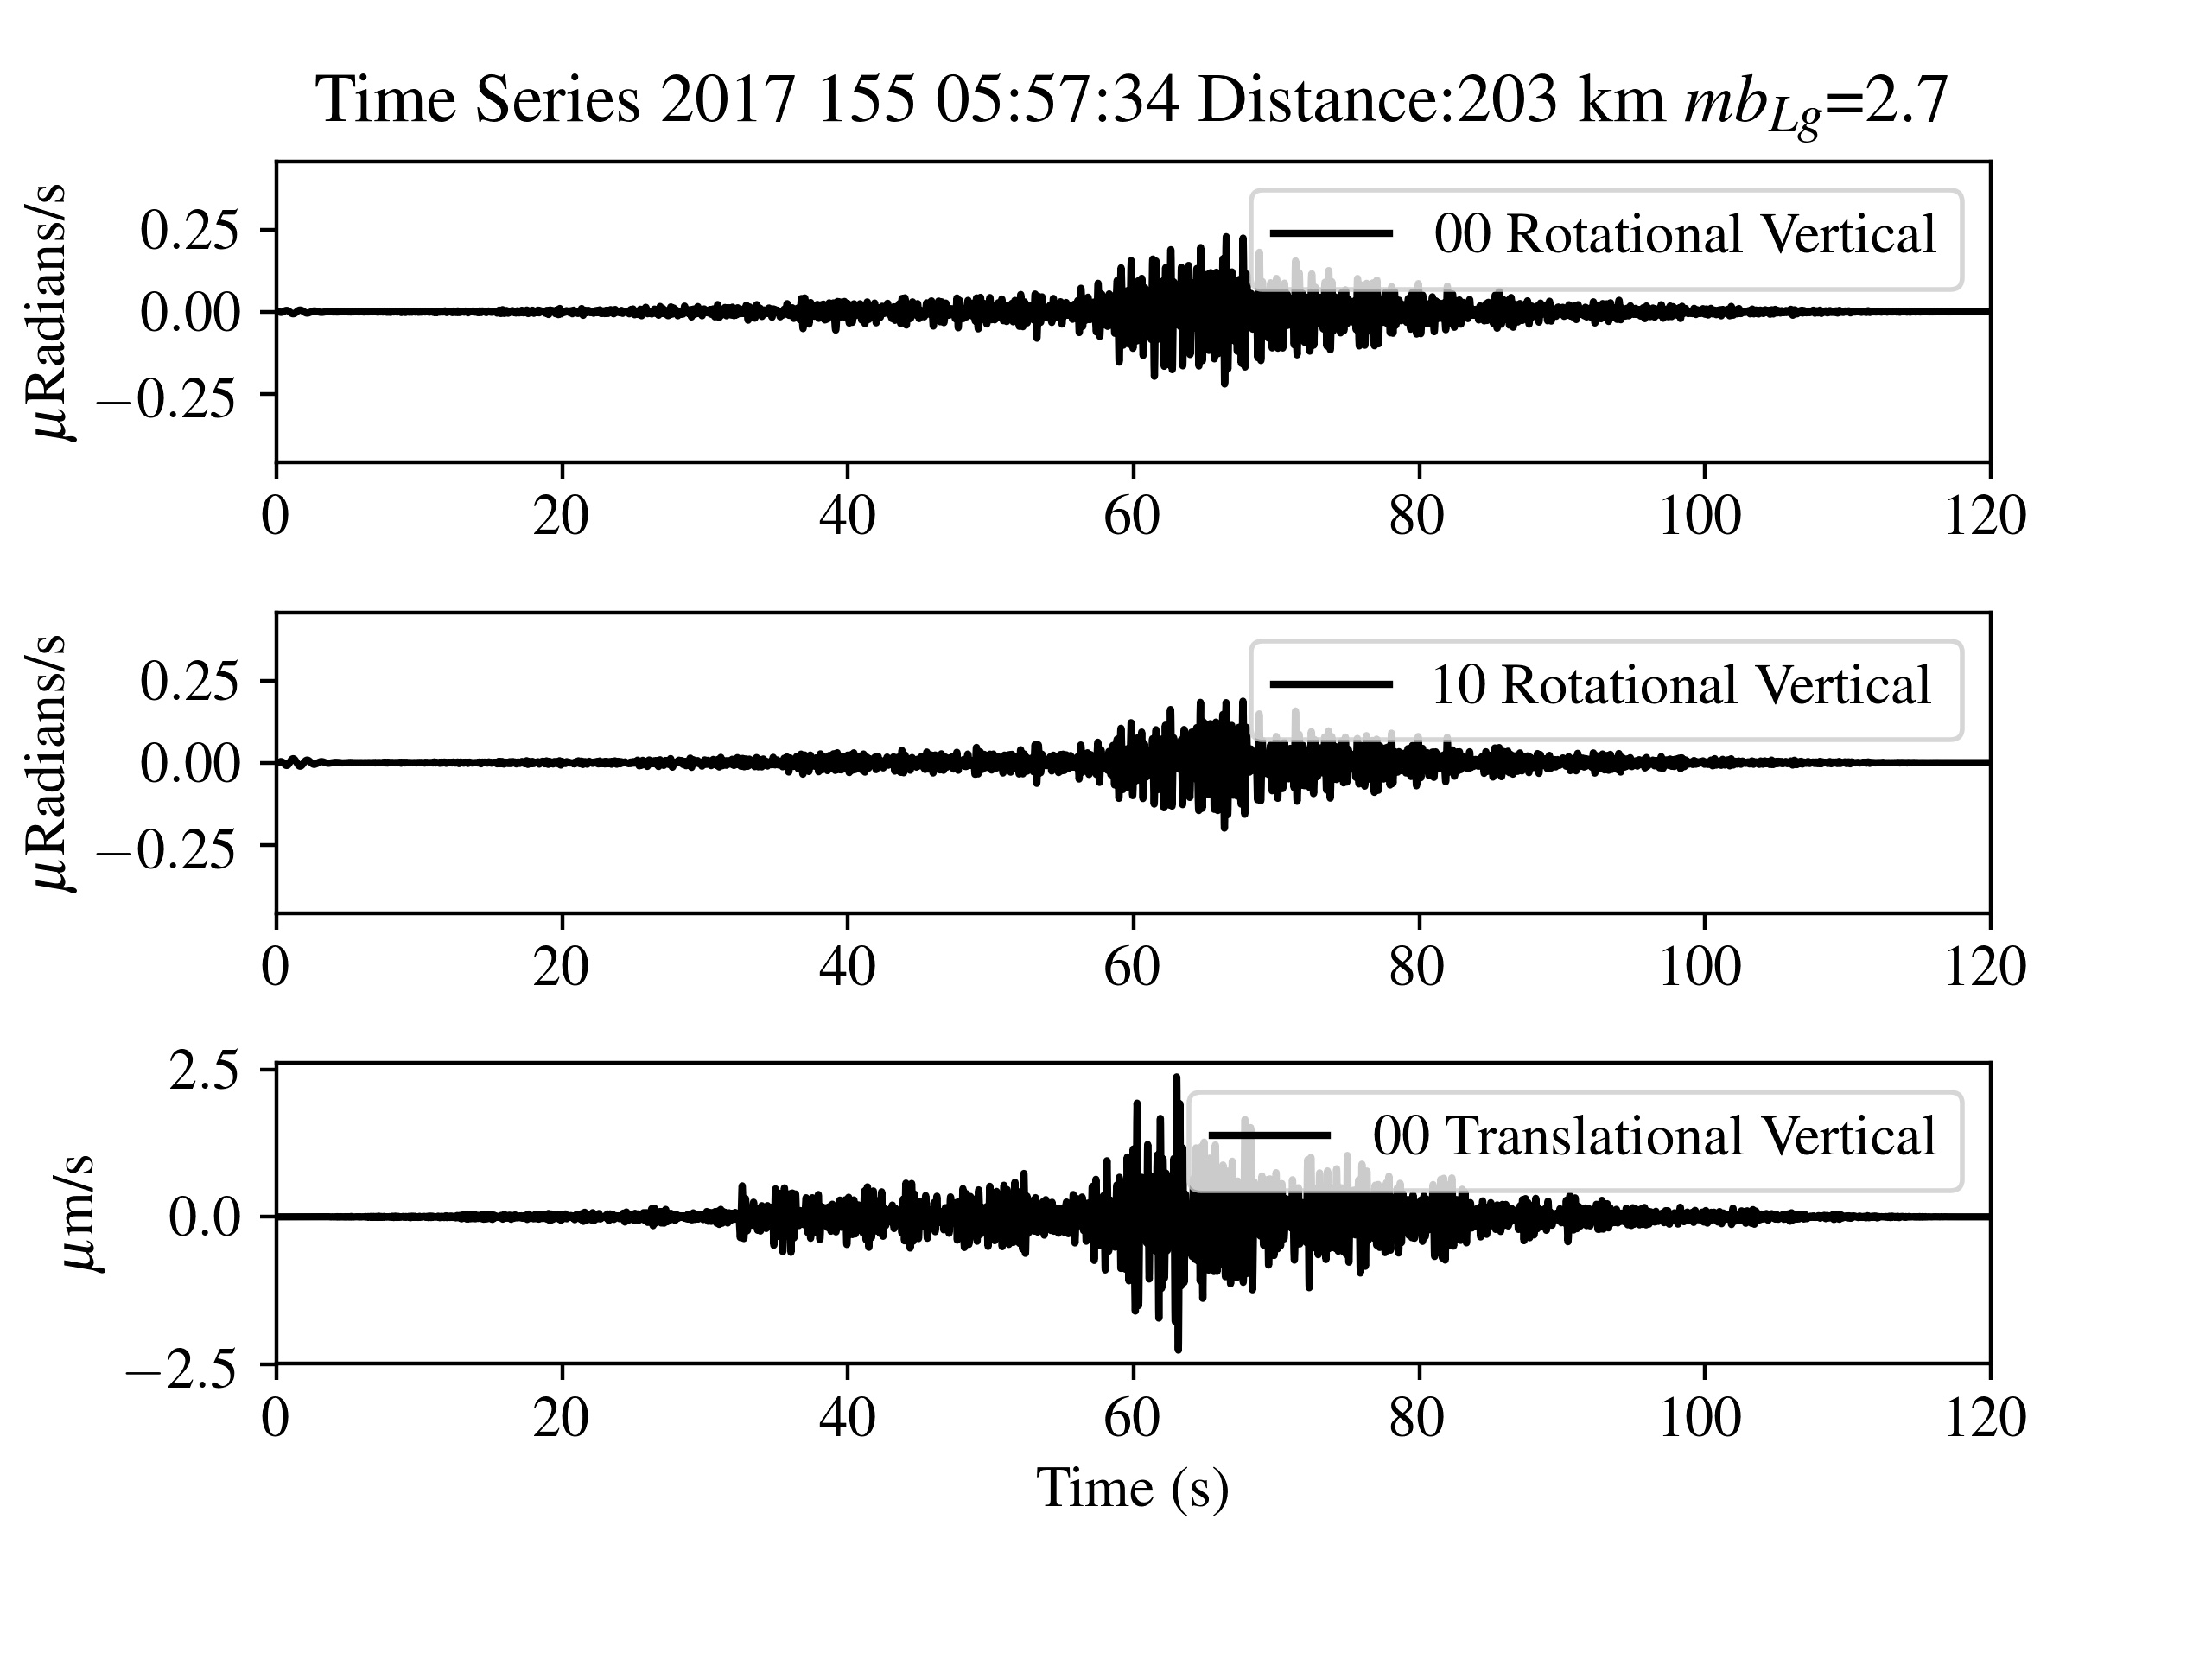 Time Series 2017 155 05:57:34 Distance:203 km mb_Lg=2.7
μRadians/s
0.25
0.00
−0.25
00 Rotational Vertical
0 20 40 60 80 100 120
μRadians/s
0.25
0.00
−0.25
10 Rotational Vertical
0 20 40 60 80 100 120
μm/s
2.5
0.0
−2.5
00 Translational Vertical
0 20 40 60 80 100 120
Time (s)